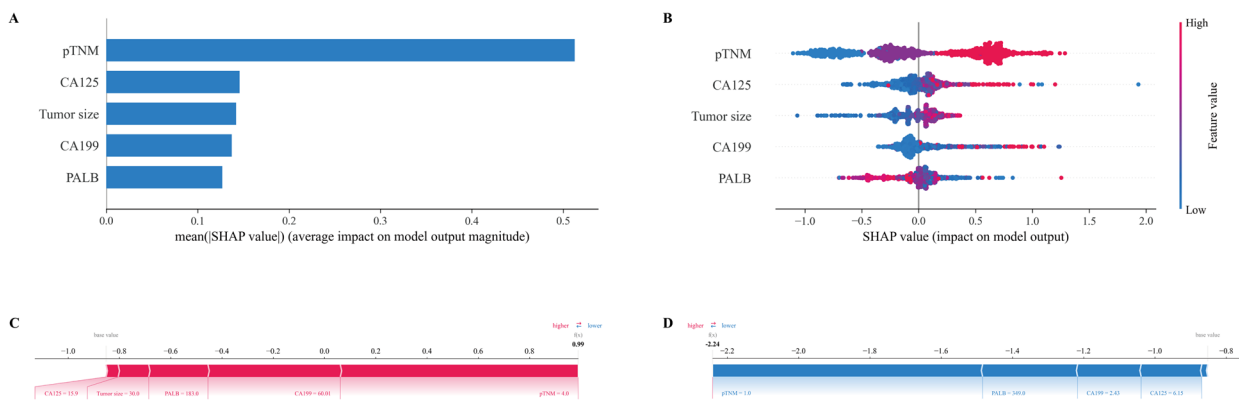 A
pTNM
CA125
Tumor size
CA199
PALB
0.0 0.1 0.2 0.3 0.4 0.5
mean(|SHAP value|) (average impact on model output magnitude)
B
pTNM
CA125
Tumor size
CA199
PALB
−1.0 −0.5 0.0 0.5 1.0 1.5 2.0
SHAP value (impact on model output)
High
Feature value
Low
C
higher ⇄ lower
base value f(x)
0.99
−1.0 −0.8 −0.6 −0.4 −0.2 0.0 0.2 0.4 0.6 0.8
CA125 = 15.9 Tumor size = 30.0 PALB = 183.0 CA199 = 60.01 pTNM = 4.0
D
higher ⇄ lower
f(x) base value
-2.24
−2.2 −2.0 −1.8 −1.6 −1.4 −1.2 −1.0 −0.8
pTNM = 1.0 PALB = 349.0 CA199 = 2.43 CA125 = 6.15